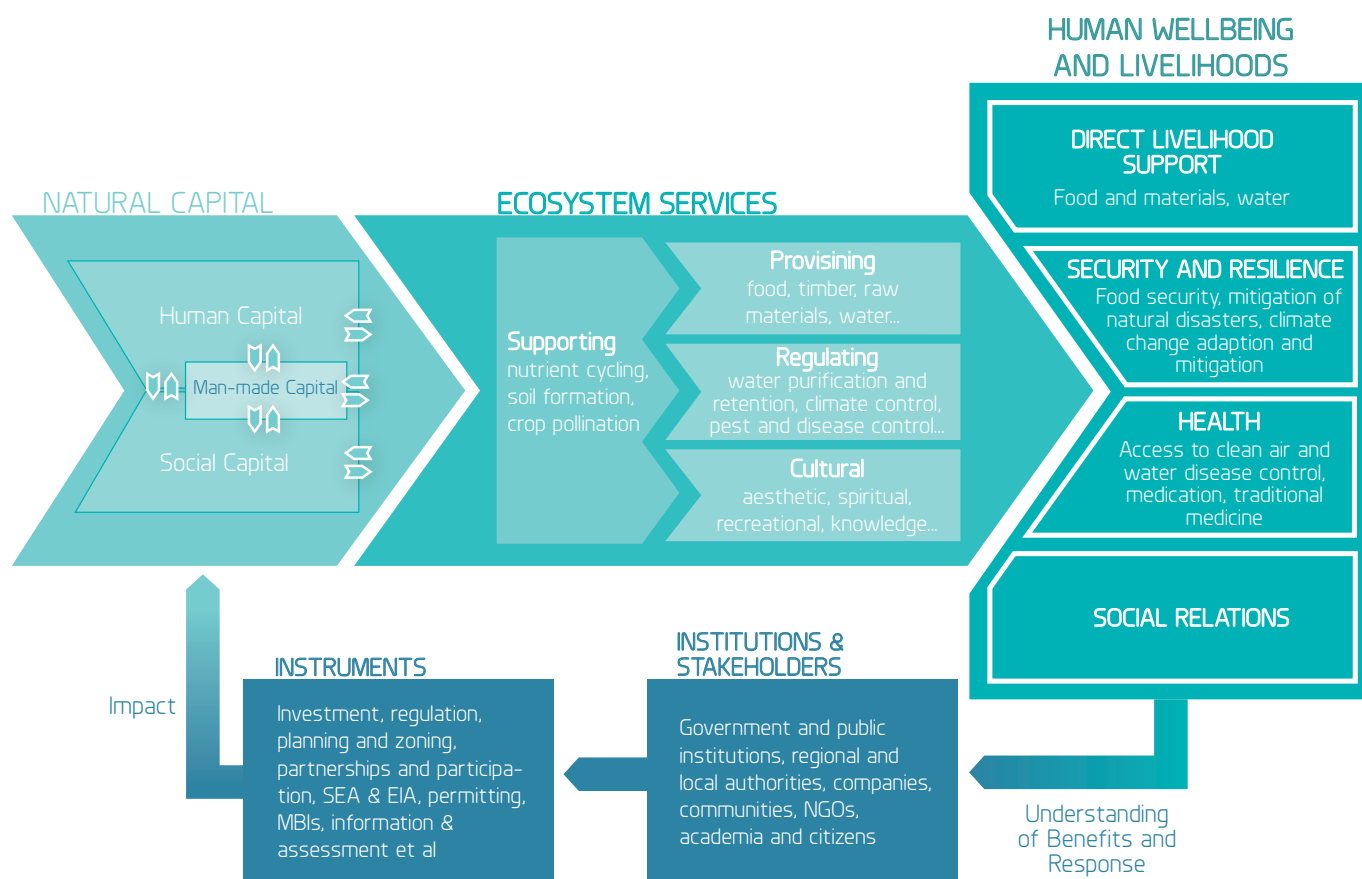 HUMAN WELLBEING
AND LIVELIHOODS
NATURAL CAPITAL
Human Capital
Man-made Capital
Social Capital
ECOSYSTEM SERVICES
Supporting
nutrient cycling,
soil formation,
crop pollination
Provisining
food, timber, raw
materials, water...
Regulating
water purification and
retention, climate control,
pest and disease control...
Cultural
aesthetic, spiritual,
recreational, knowledge...
DIRECT LIVELIHOOD
SUPPORT
Food and materials, water
SECURITY AND RESILIENCE
Food security, mitigation of
natural disasters, climate
change adaption and
mitigation
HEALTH
Access to clean air and
water disease control,
medication, traditional
medicine
SOCIAL RELATIONS
Impact
INSTRUMENTS
Investment, regulation,
planning and zoning,
partnerships and participa-
tion, SEA & EIA, permitting,
MBIs, information &
assessment et al
INSTITUTIONS &
STAKEHOLDERS
Government and public
institutions, regional and
local authorities, companies,
communities, NGOs,
academia and citizens
Understanding
of Benefits and
Response